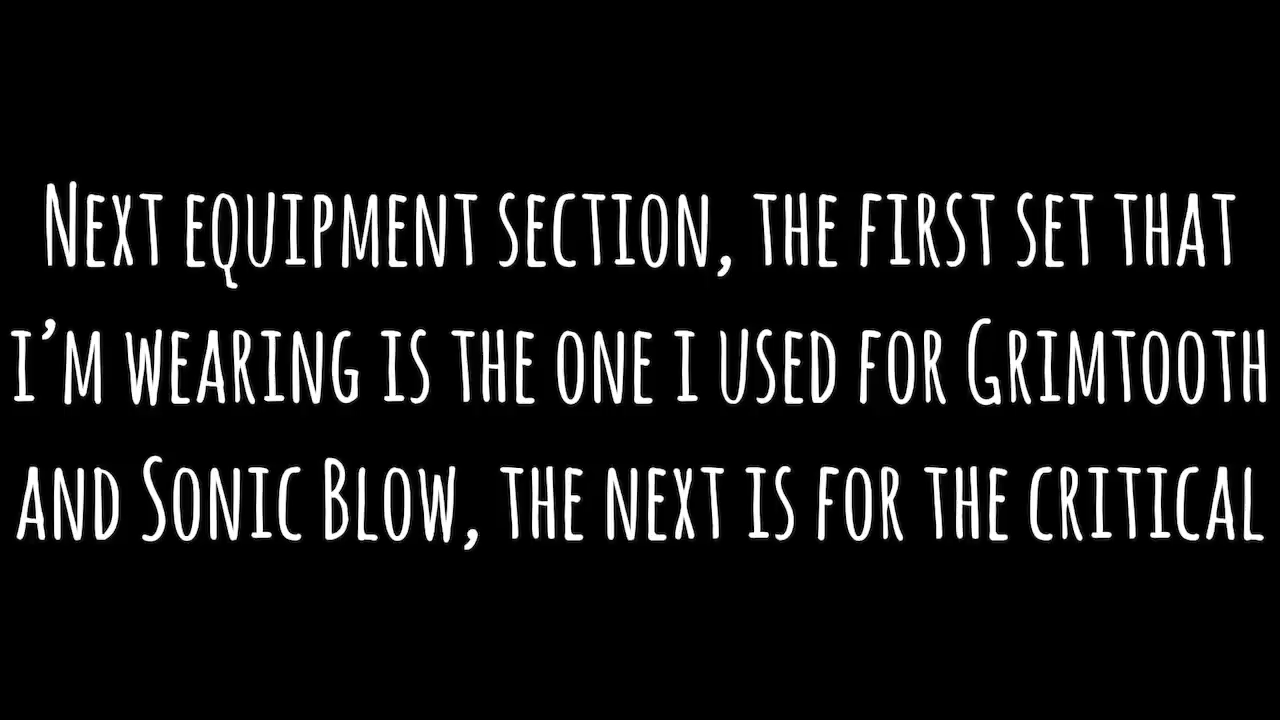 Next equipment section, the first set that
i'm wearing is the one i used for Grimtooth
and Sonic Blow, the next is for the critical